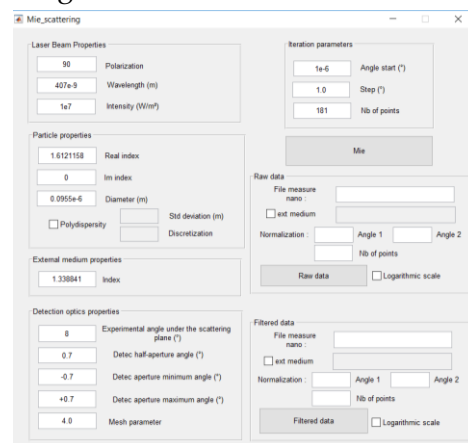 Mie_scattering
Laser Beam Properties
90 Polarization
407e-9 Wavelength (m)
1e7 Intensity (W/m²)
Particle properties
1.6121158 Real index
0 Im index
0.0955e-6 Diameter (m)
Polydispersity
Std deviation (m)
Discretization
External medium properties
1.338841 Index
Detection optics properties
8 Experimental angle under the scattering
plane (°)
0.7 Detec half-aperture angle (°)
-0.7 Detec aperture minimum angle (°)
+0.7 Detec aperture maximum angle (°)
4.0 Mesh parameter
Iteration parameters
1e-6 Angle start (°)
1.0 Step (°)
181 Nb of points
Mie
Raw data
File measure
nano :
ext medium
Normalization : Angle 1 Angle 2
Nb of points
Raw data Logarithmic scale
Filtered data
File measure
nano :
ext medium
Normalization : Angle 1 Angle 2
Nb of points
Filtered data Logarithmic scale